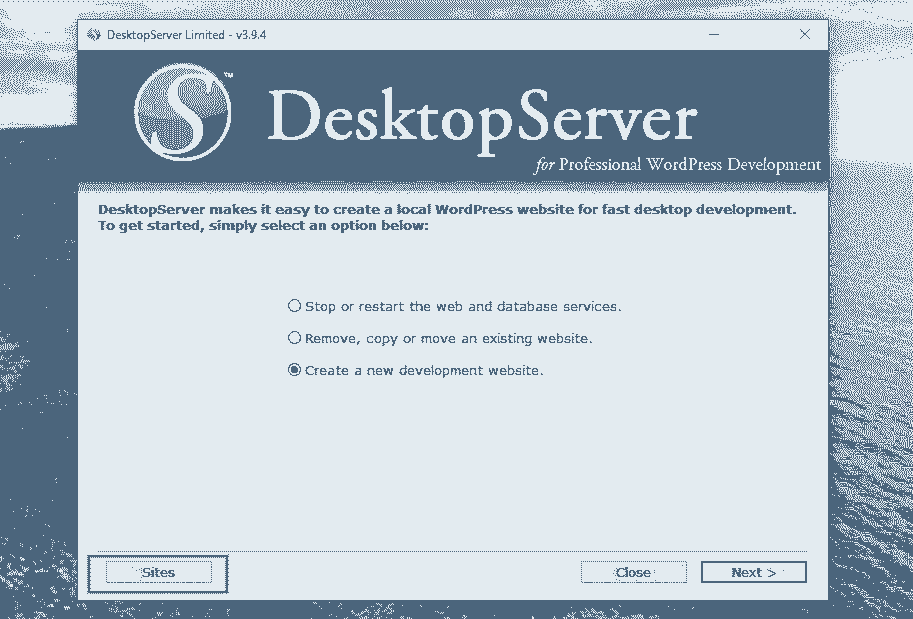 DesktopServer Limited - v3.9.4
S™
DesktopServer
for Professional WordPress Development
DesktopServer makes it easy to create a local WordPress website for fast desktop development.
To get started, simply select an option below:
Stop or restart the web and database services.
Remove, copy or move an existing website.
Create a new development website.
Sites
Close
Next >